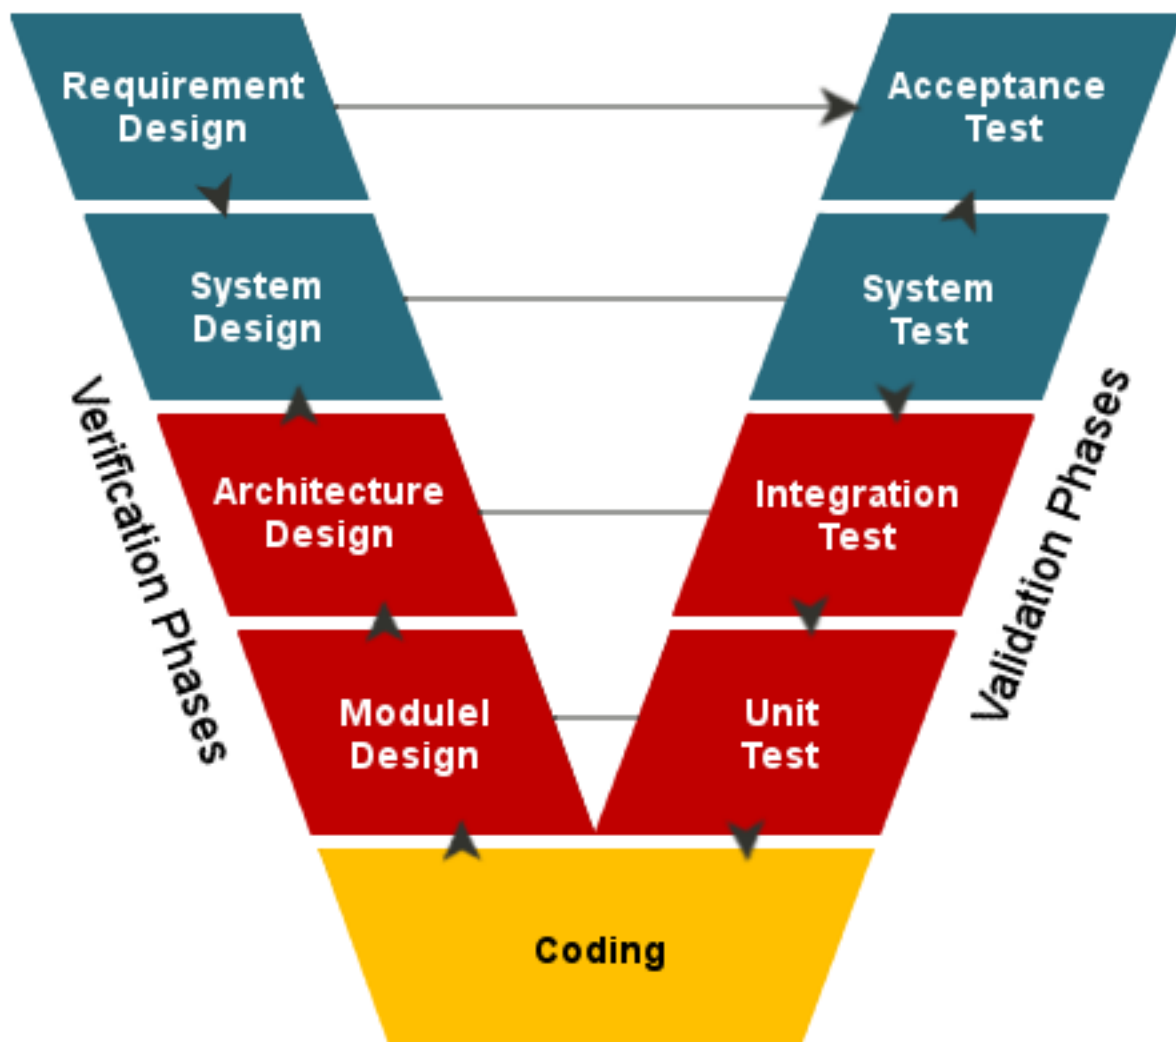 Requirement
Design
Acceptance
Test
System
Design
System
Test
Verification Phases
Architecture
Design
Integration
Test
Validation Phases
Modulel
Design
Unit
Test
Coding